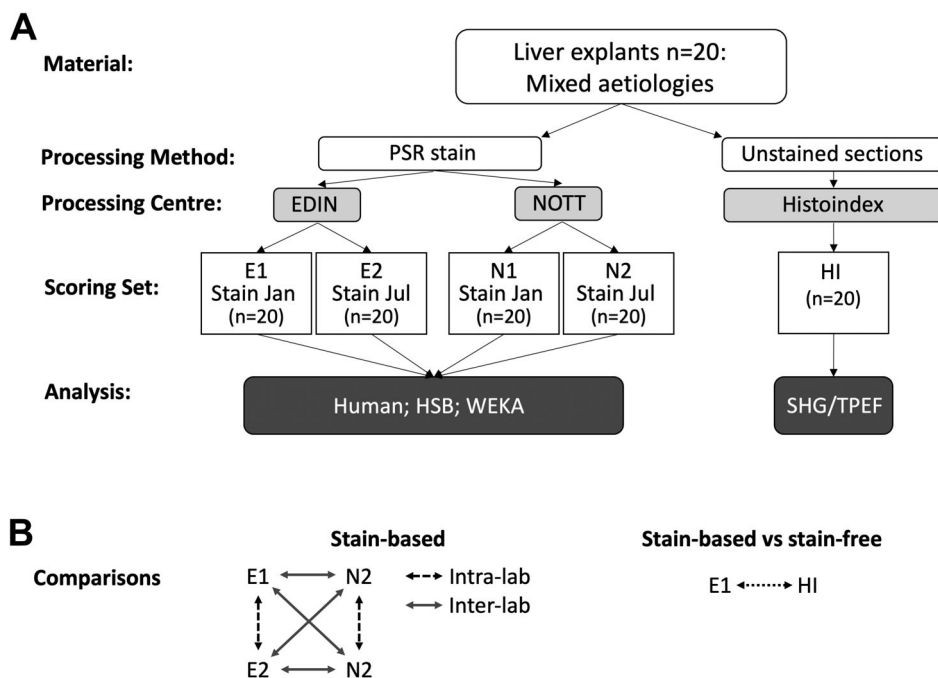 A
Material:
Liver explants n=20:
Mixed aetiologies
Processing Method:
PSR stain
Unstained sections
Processing Centre:
EDIN
NOTT
Histoindex
Scoring Set:
E1
Stain Jan
(n=20)
E2
Stain Jul
(n=20)
N1
Stain Jan
(n=20)
N2
Stain Jul
(n=20)
HI
(n=20)
Analysis:
Human; HSB; WEKA
SHG/TPEF
B
Stain-based
Stain-based vs stain-free
Comparisons
E1 N2
Intra-lab
Inter-lab
E2 N2
E1 HI